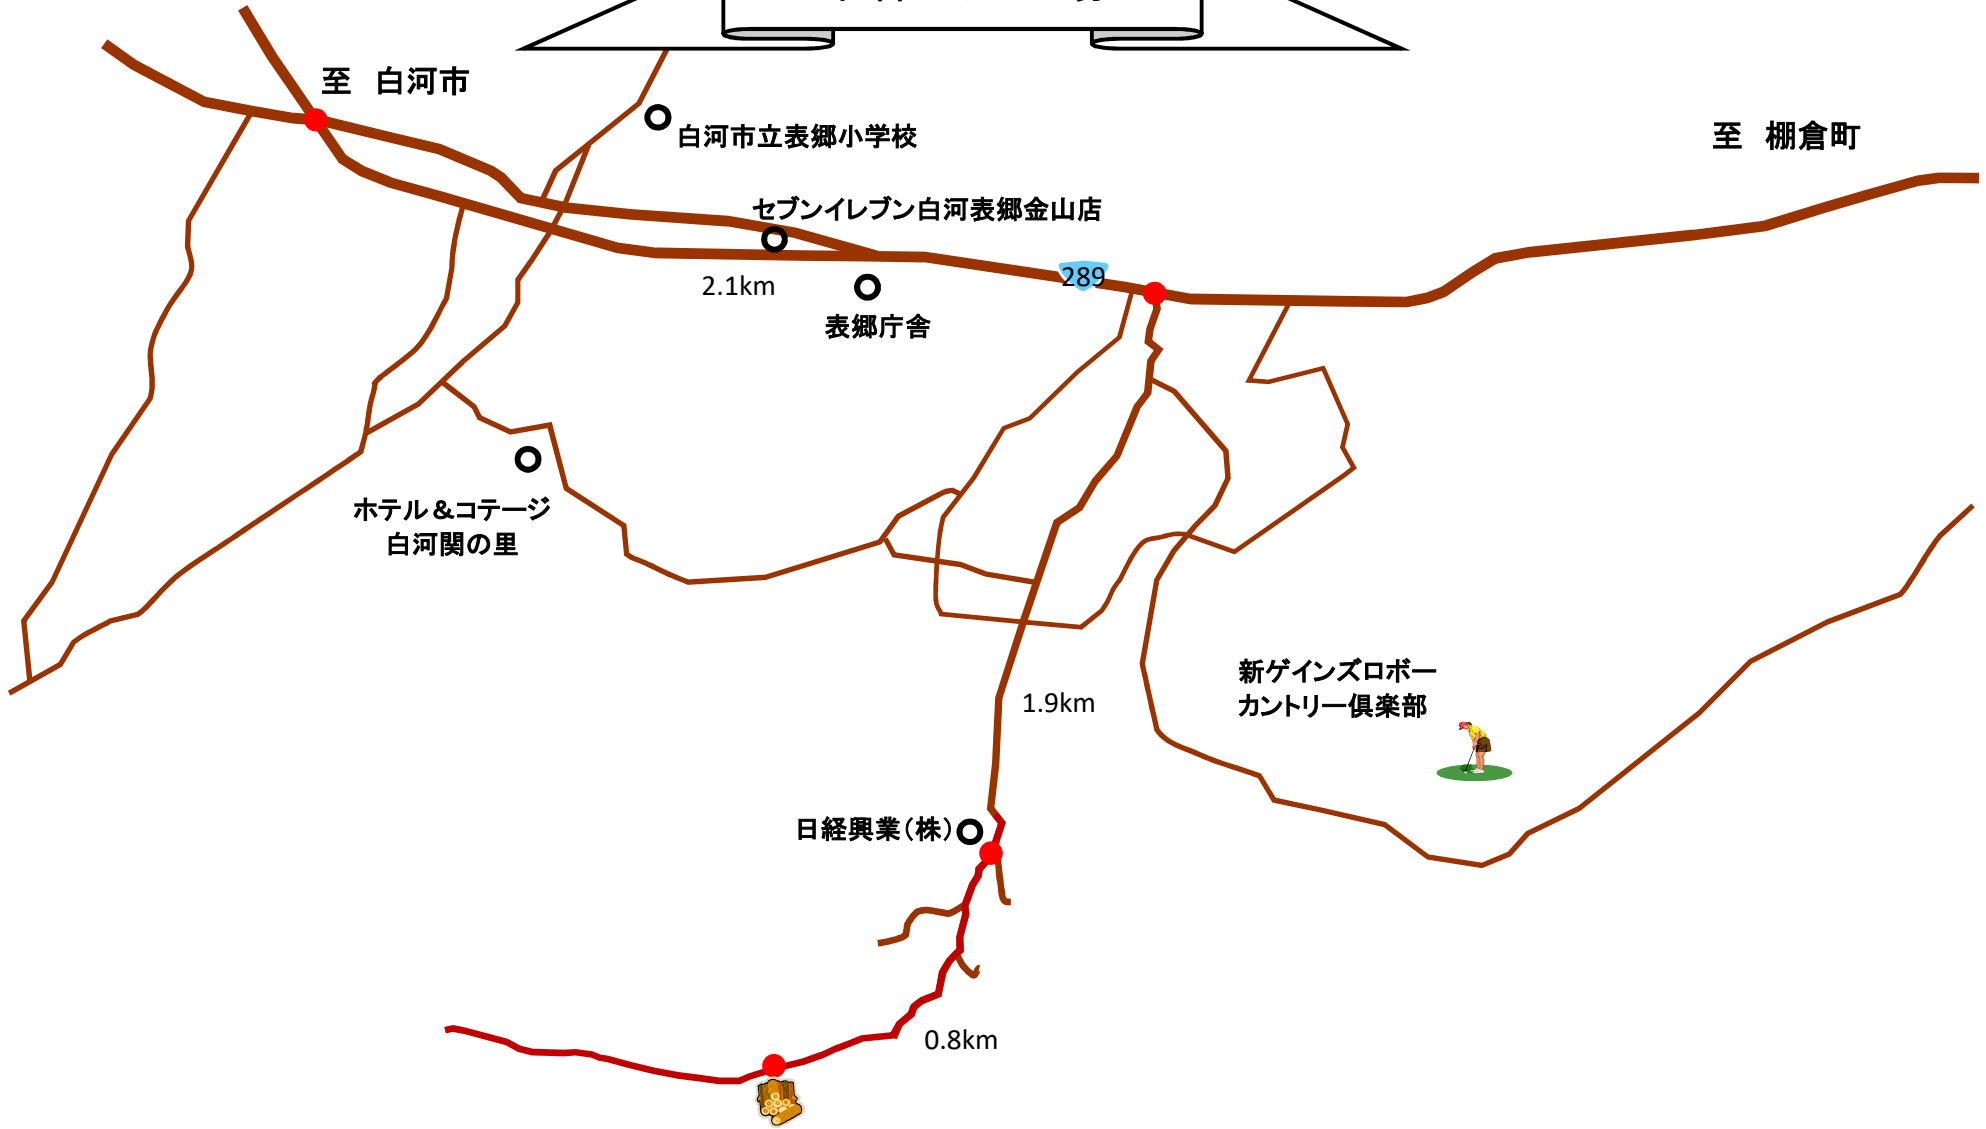 至 白河市
白河市立表郷小学校
至 棚倉町
セブンイレブン白河表郷金山店
289
2.1km
表郷庁舎
ホテル&コテージ
白河関の里
新ゲインズロボー
カントリー倶楽部
1.9km
日経興業(株)
0.8km